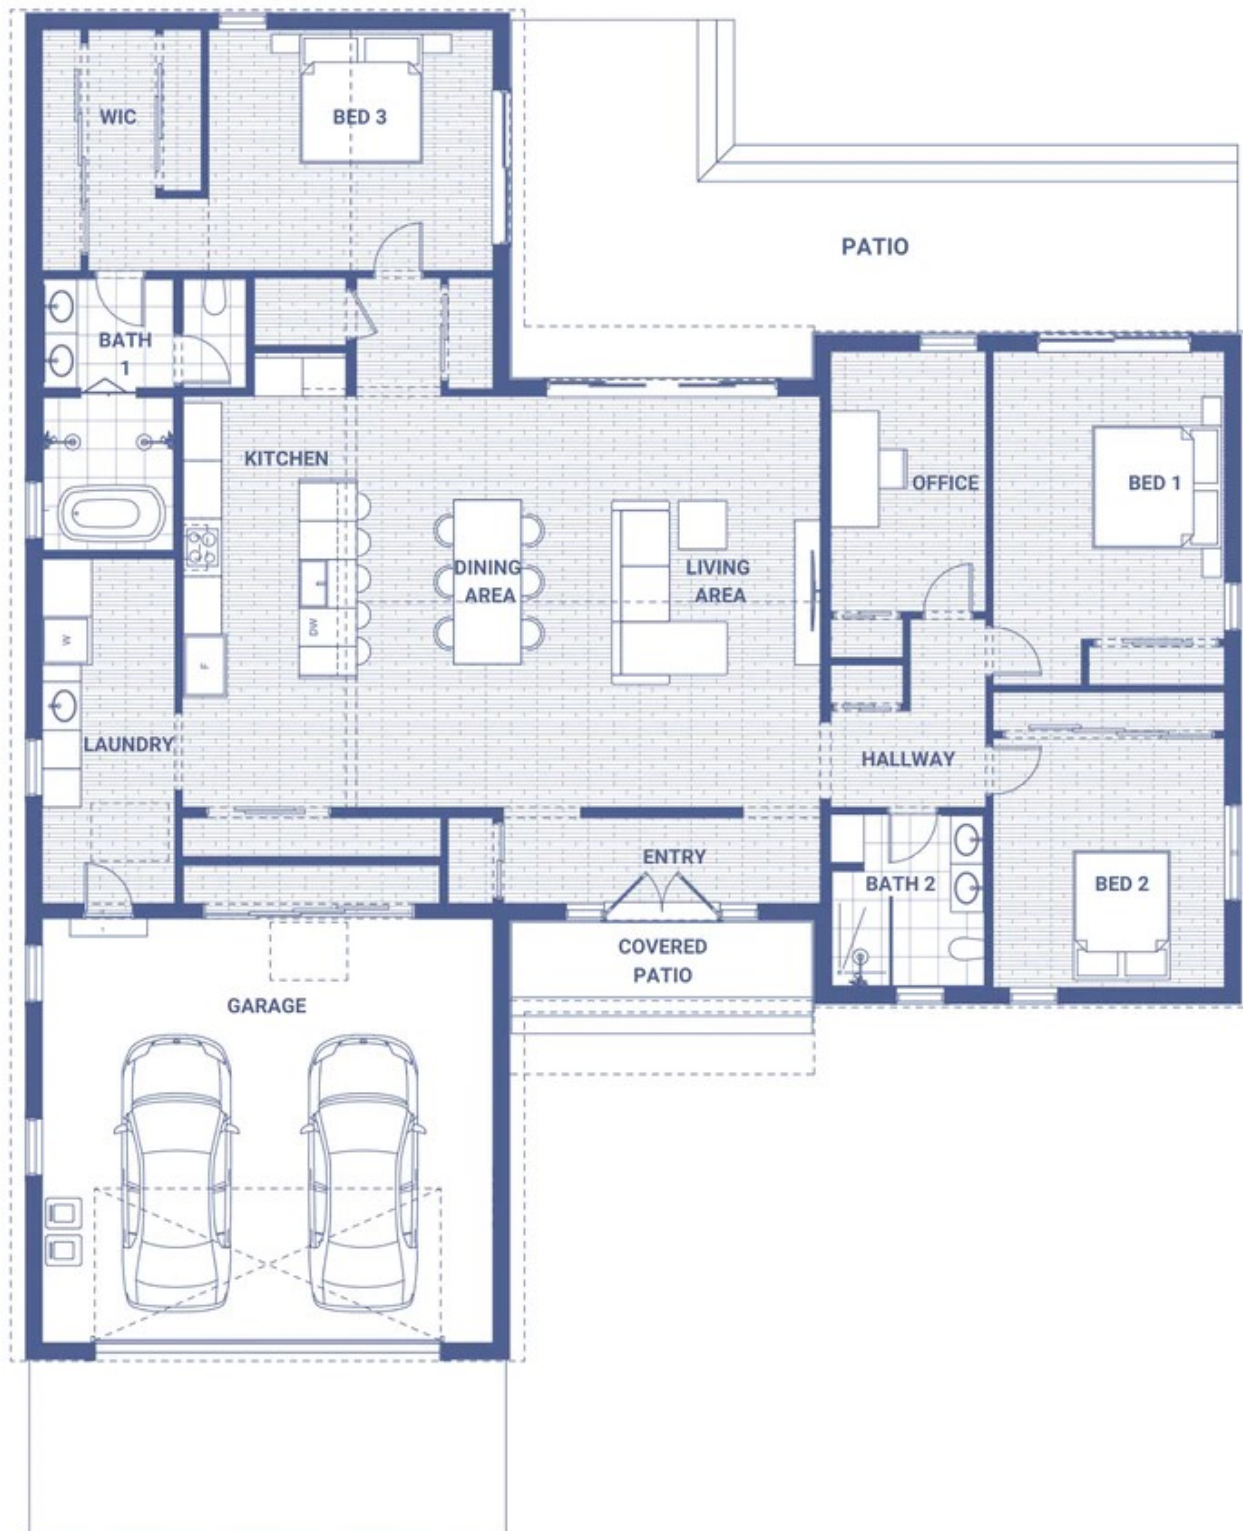 WIC
BED 3
PATIO
BATH
1
KITCHEN
OFFICE
BED 1
DINING
AREA
LIVING
AREA
W
DW
F
LAUNDRY
HALLWAY
ENTRY
BATH 2
BED 2
COVERED
PATIO
GARAGE